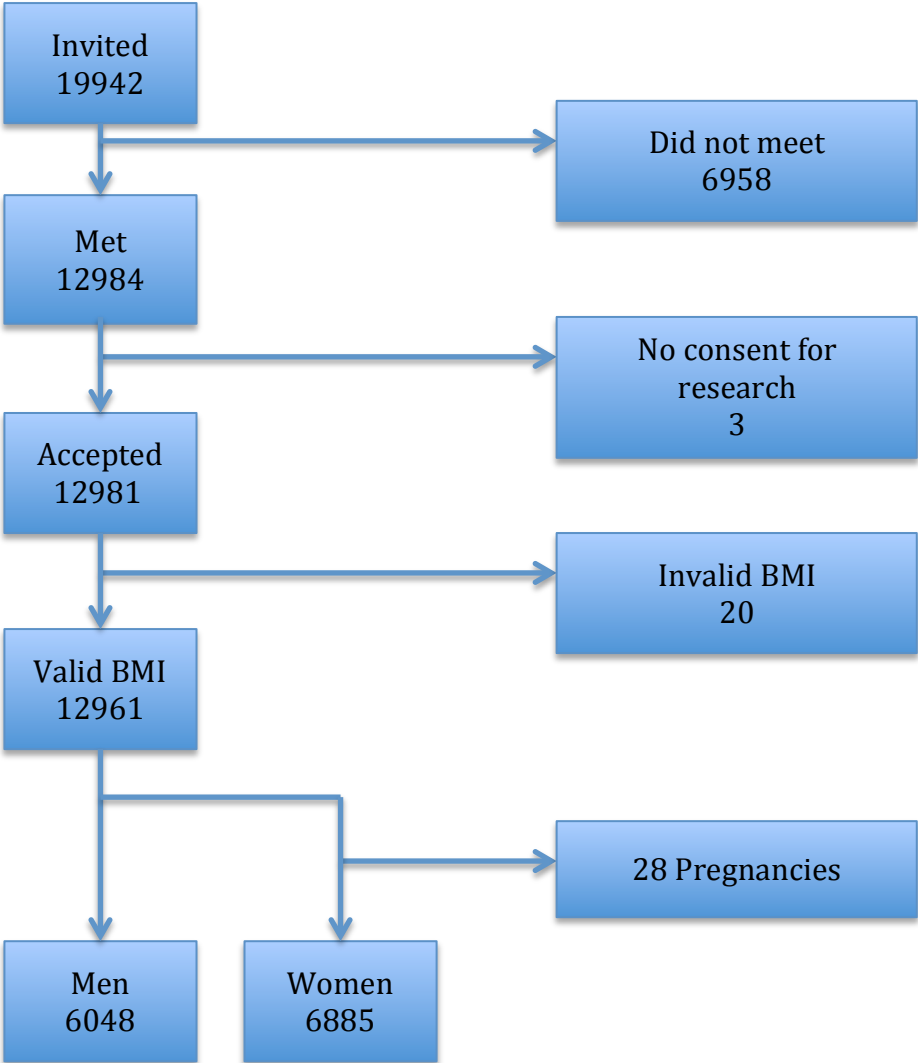 Invited
19942
Did not meet
6958
Met
12984
No consent for
research
3
Accepted
12981
Invalid BMI
20
Valid BMI
12961
28 Pregnancies
Men
6048
Women
6885